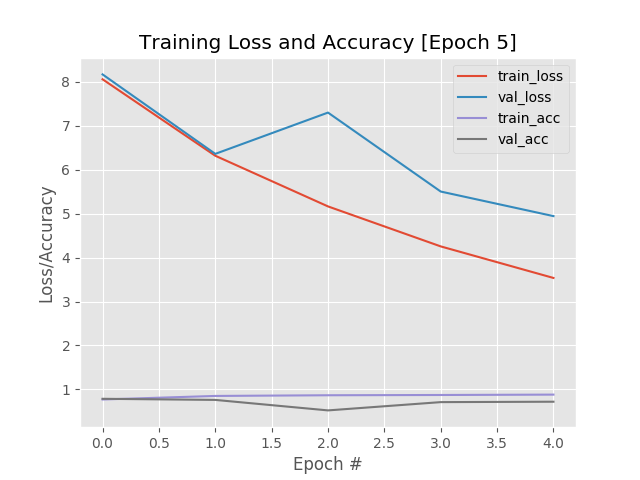 Training Loss and Accuracy [Epoch 5]
train_loss
val_loss
train_acc
val_acc
Loss/Accuracy
8
7
6
5
4
3
2
1
0.0 0.5 1.0 1.5 2.0 2.5 3.0 3.5 4.0
Epoch #